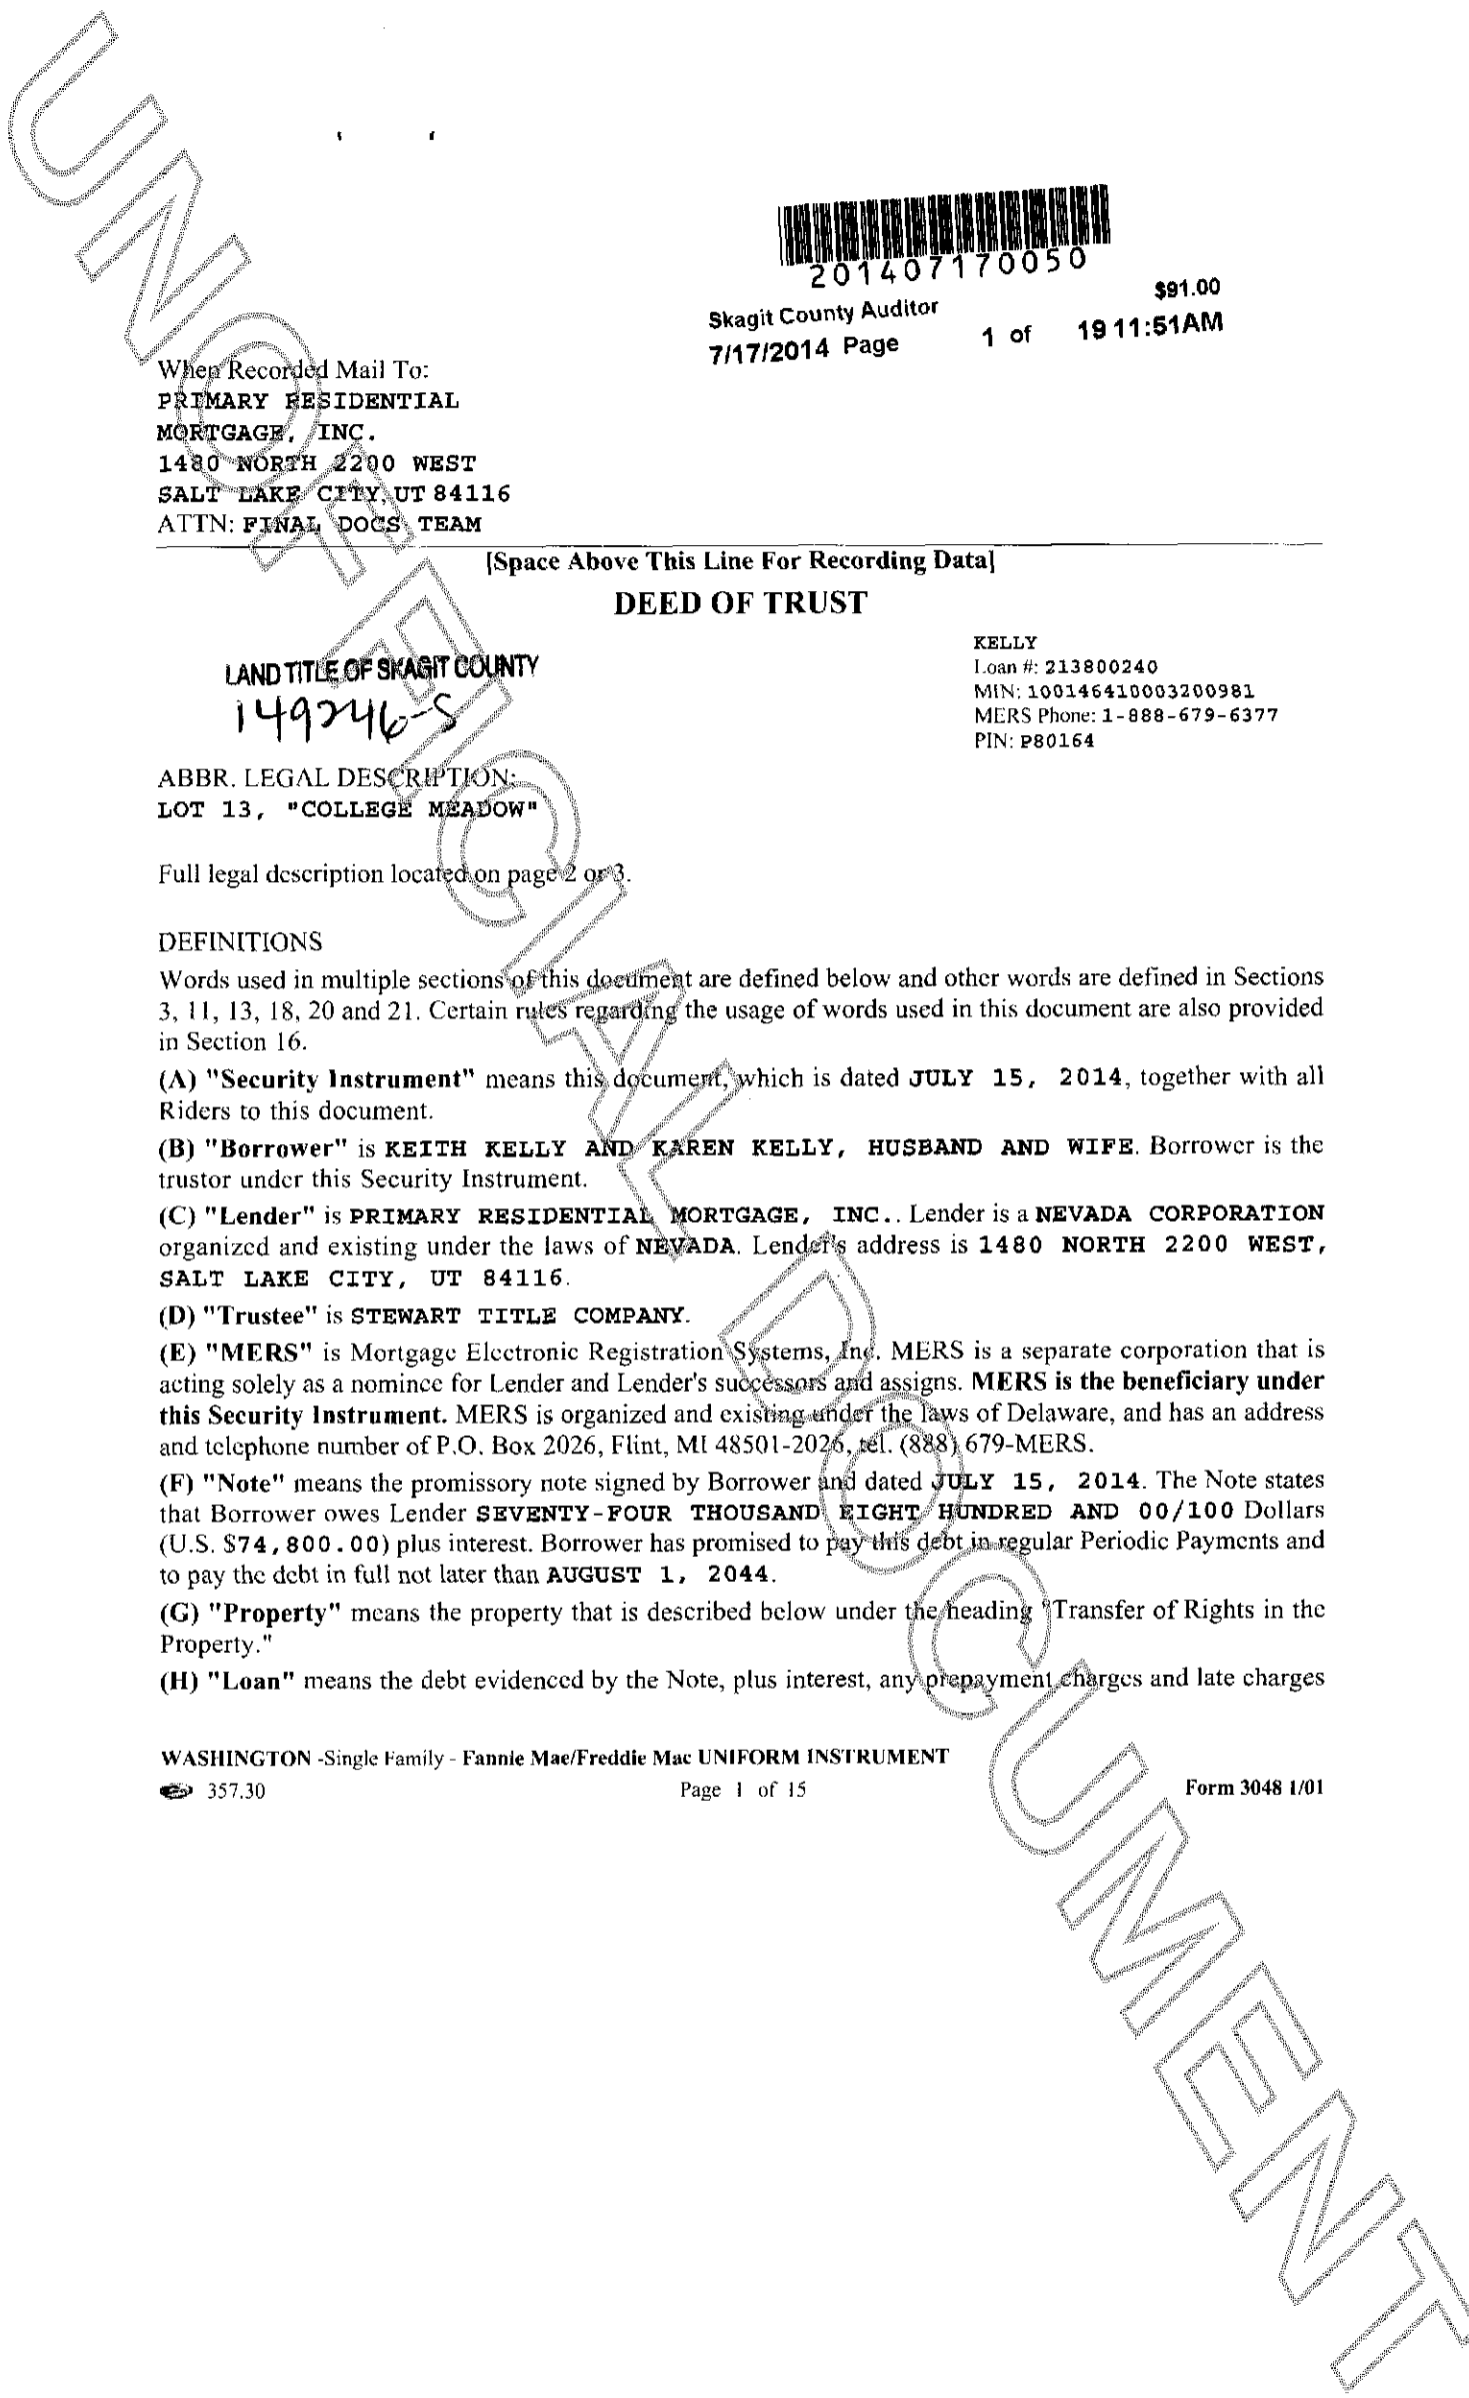 201407170050
Skagit County Auditor $91.00
7/17/2014 Page 1 of 19 11:51AM
When Recorded Mail To:
PRIMARY RESIDENTIAL
MORTGAGE, INC.
1480 NORTH 2200 WEST
SALT LAKE CITY, UT 84116
ATTN: FINAL DOCS TEAM
[Space Above This Line For Recording Data]
DEED OF TRUST
LAND TITLE OF SKAGIT COUNTY
149246-S
KELLY
Loan #: 213800240
MIN: 100146410003200981
MERS Phone: 1-888-679-6377
PIN: P80164
ABBR. LEGAL DESCRIPTION:
LOT 13, "COLLEGE MEADOW"
Full legal description located on page 2 or 3.
DEFINITIONS
Words used in multiple sections of this document are defined below and other words are defined in Sections
3, 11, 13, 18, 20 and 21. Certain rules regarding the usage of words used in this document are also provided
in Section 16.
(A) "Security Instrument" means this document, which is dated JULY 15, 2014, together with all
Riders to this document.
(B) "Borrower" is KEITH KELLY AND KAREN KELLY, HUSBAND AND WIFE. Borrower is the
trustor under this Security Instrument.
(C) "Lender" is PRIMARY RESIDENTIAL MORTGAGE, INC.. Lender is a NEVADA CORPORATION
organized and existing under the laws of NEVADA. Lender's address is 1480 NORTH 2200 WEST,
SALT LAKE CITY, UT 84116.
(D) "Trustee" is STEWART TITLE COMPANY.
(E) "MERS" is Mortgage Electronic Registration Systems, Inc. MERS is a separate corporation that is
acting solely as a nominee for Lender and Lender's successors and assigns. MERS is the beneficiary under
this Security Instrument. MERS is organized and existing under the laws of Delaware, and has an address
and telephone number of P.O. Box 2026, Flint, MI 48501-2026, tel. (888) 679-MERS.
(F) "Note" means the promissory note signed by Borrower and dated JULY 15, 2014. The Note states
that Borrower owes Lender SEVENTY-FOUR THOUSAND EIGHT HUNDRED AND 00/100 Dollars
(U.S. $74,800.00) plus interest. Borrower has promised to pay this debt in regular Periodic Payments and
to pay the debt in full not later than AUGUST 1, 2044.
(G) "Property" means the property that is described below under the heading "Transfer of Rights in the
Property."
(H) "Loan" means the debt evidenced by the Note, plus interest, any prepayment charges and late charges
WASHINGTON -Single Family - Fannie Mae/Freddie Mac UNIFORM INSTRUMENT
357.30 Page 1 of 15 Form 3048 1/01
UNOFFICIAL DOCUMENT